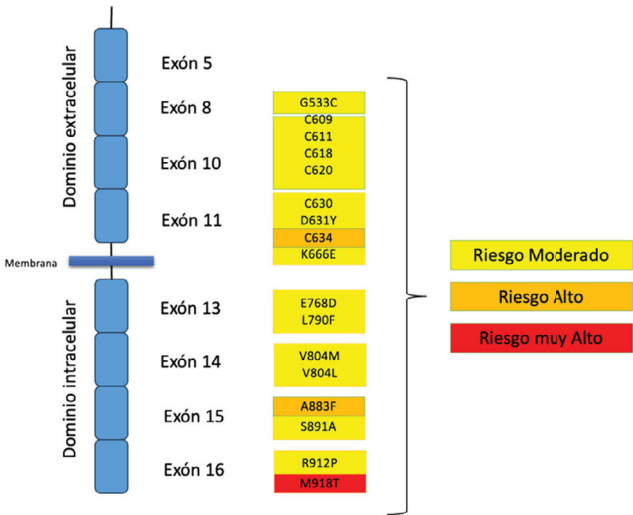 Dominio extracelular
Exón 5
Exón 8
G533C
C609
C611
Exón 10
C618
C620
Exón 11
C630
D631Y
C634
K666E
Membrana
Riesgo Moderado
Riesgo Alto
Riesgo muy Alto
Dominio intracelular
Exón 13
E768D
L790F
Exón 14
V804M
V804L
Exón 15
A883F
S891A
Exón 16
R912P
M918T